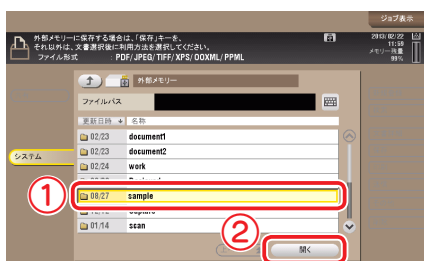 ジョブ表示
外部メモリーに保存する場合は、「保存」キーを、
それ以外は、文書選択後に利用方法を選択してください。
ファイル形式 : PDF/JPEG/TIFF/XPS/OOXML/PPML
2013/02/22
11:59
メモリー残量
99%
外部メモリー
ファイルパス
更新日時 名称
02/23 document1
02/23 document2
システム
02/24 work
① 08/27 sample
01/14 scan
② 開く